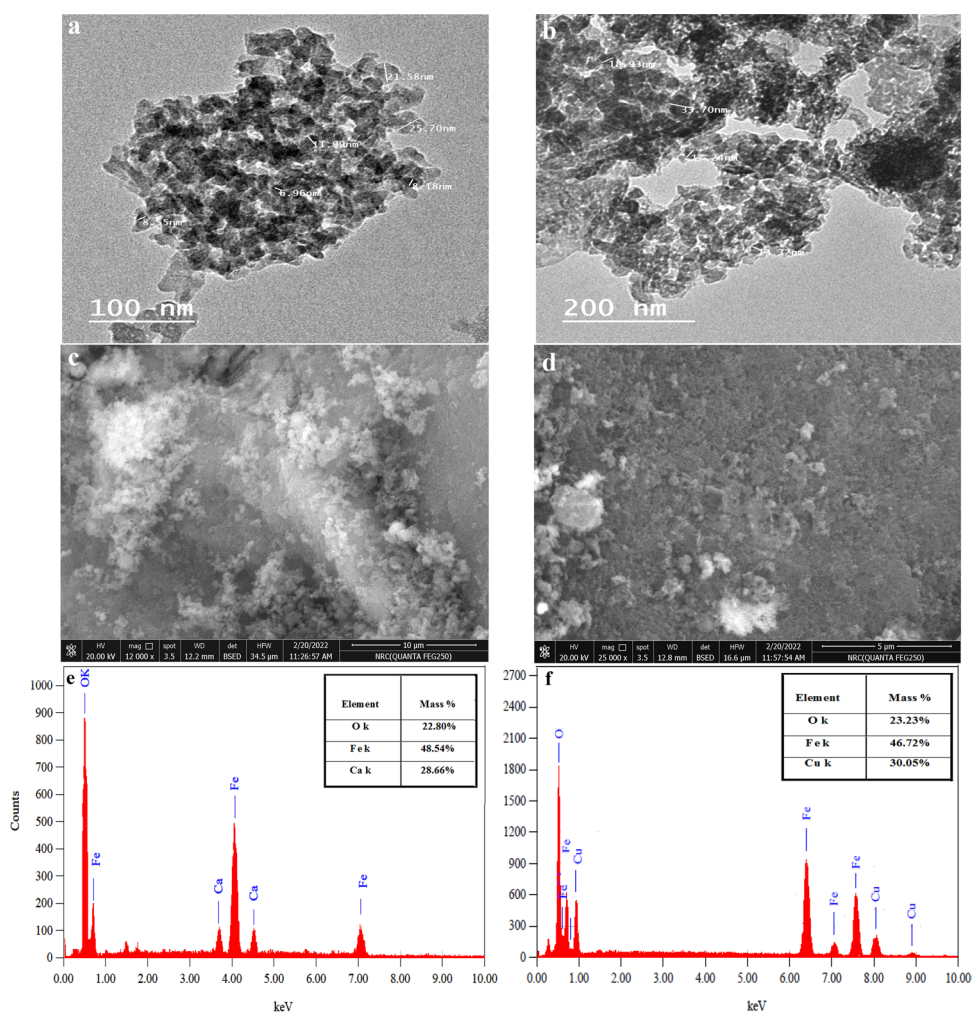 a
21.58nm
25.70nm
11.99nm
8.18nm
6.96nm
8.55nm
100 nm
b
18.93nm
33.70nm
200 nm
c
HV mag □ spot WD det HFW 2/20/2022 10 µm
20.00 kV 12 000 x 3.5 12.2 mm BSED 34.5 µm 11:26:57 AM NRC(QUANTA FEG250)
d
HV mag □ spot WD det HFW 2/20/2022 5 µm
20.00 kV 25 000 x 3.5 12.8 mm BSED 16.6 µm 11:57:54 AM NRC(QUANTA FEG250)
e
Counts
1000
900
800
700
600
500
400
300
200
100
0
OK
Fe
Ca
Fe
Ca
Fe
Element Mass %
O k 22.80%
Fe k 48.54%
Ca k 28.66%
0.00 1.00 2.00 3.00 4.00 5.00 6.00 7.00 8.00 9.00 10.00
keV
f
2700
2400
2100
1800
1500
1200
900
600
300
0
O
Fe
Fe
Cu
Fe
Fe
Fe
Cu
Cu
Element Mass %
O k 23.23%
Fe k 46.72%
Cu k 30.05%
0.00 1.00 2.00 3.00 4.00 5.00 6.00 7.00 8.00 9.00 10.00
keV